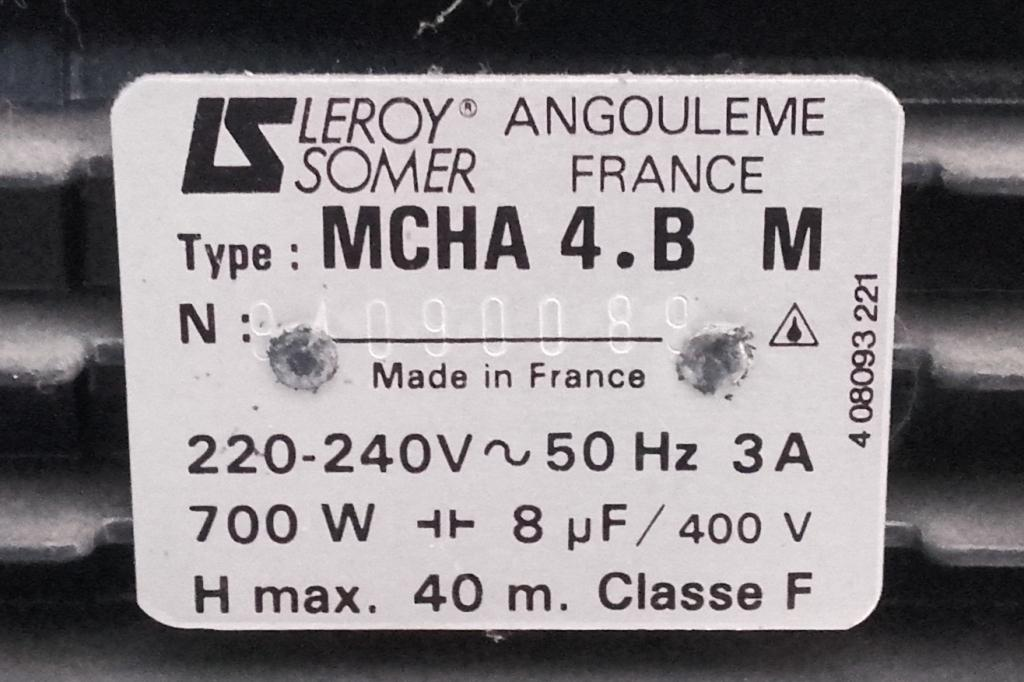 LEROY® ANGOULEME
SOMER FRANCE
Type : MCHA 4.B M
N :
Made in France
220-240V ~ 50 Hz 3 A
700 W ⊣⊢ 8 µF / 400 V
H max. 40 m. Classe F
4 08093 221